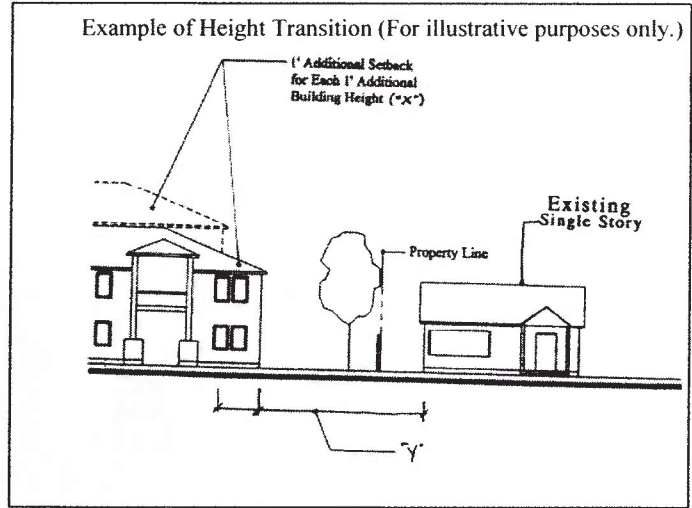 Example of Height Transition (For illustrative purposes only.)
1' Additional Setback
for Each 1' Additional
Building Height ("X")
Existing
Single Story
Property Line
"Y"